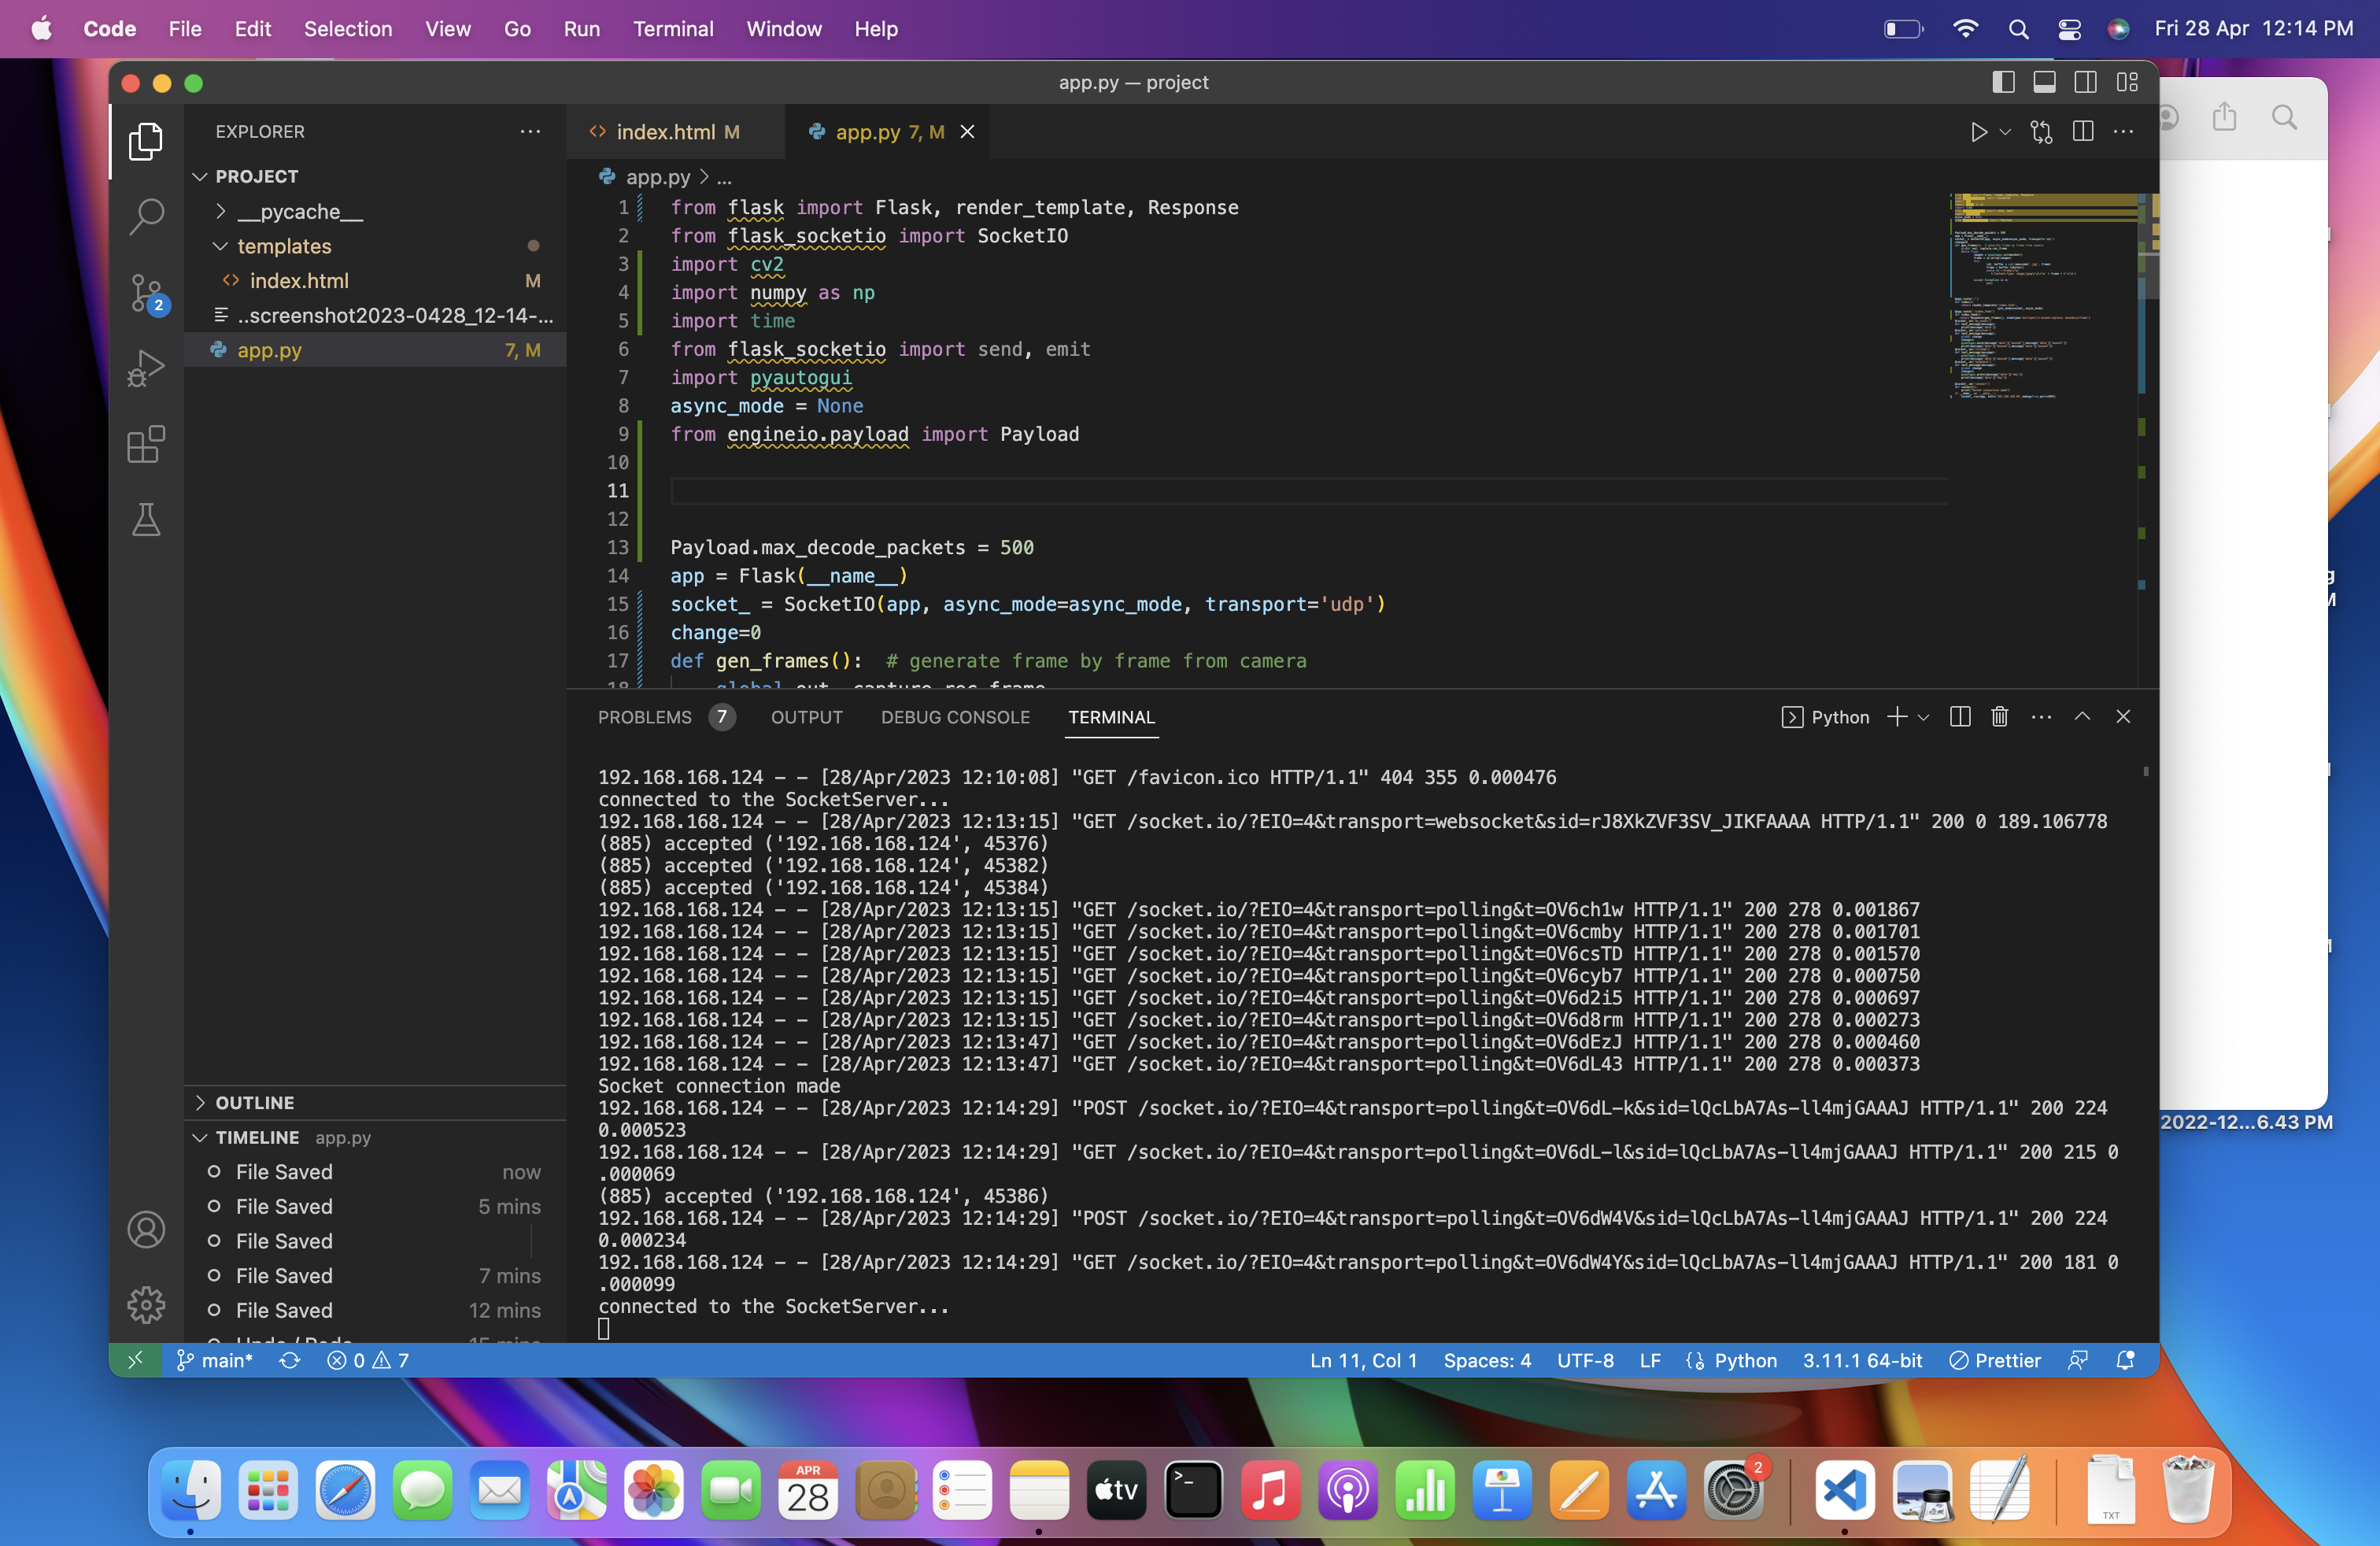 Code File Edit Selection View Go Run Terminal Window Help
Fri 28 Apr 12:14 PM
app.py — project
EXPLORER
PROJECT
__pycache__
templates
index.html M
..screenshot2023-0428_12-14-...
app.py 7, M
OUTLINE
TIMELINE app.py
File Saved now
File Saved 5 mins
File Saved
File Saved 7 mins
File Saved 12 mins
2
index.html M
app.py 7, M
app.py > ...
1 from flask import Flask, render_template, Response
2 from flask_socketio import SocketIO
3 import cv2
4 import numpy as np
5 import time
6 from flask_socketio import send, emit
7 import pyautogui
8 async_mode = None
9 from engineio.payload import Payload
10
11
12
13 Payload.max_decode_packets = 500
14 app = Flask(__name__)
15 socket_ = SocketIO(app, async_mode=async_mode, transport='udp')
16 change=0
17 def gen_frames():  # generate frame by frame from camera
PROBLEMS 7 OUTPUT DEBUG CONSOLE TERMINAL
Python
192.168.168.124 - - [28/Apr/2023 12:10:08] "GET /favicon.ico HTTP/1.1" 404 355 0.000476
connected to the SocketServer...
192.168.168.124 - - [28/Apr/2023 12:13:15] "GET /socket.io/?EIO=4&transport=websocket&sid=rJ8XkZVF3SV_JIKFAAAA HTTP/1.1" 200 0 189.106778
(885) accepted ('192.168.168.124', 45376)
(885) accepted ('192.168.168.124', 45382)
(885) accepted ('192.168.168.124', 45384)
192.168.168.124 - - [28/Apr/2023 12:13:15] "GET /socket.io/?EIO=4&transport=polling&t=OV6ch1w HTTP/1.1" 200 278 0.001867
192.168.168.124 - - [28/Apr/2023 12:13:15] "GET /socket.io/?EIO=4&transport=polling&t=OV6cmby HTTP/1.1" 200 278 0.001701
192.168.168.124 - - [28/Apr/2023 12:13:15] "GET /socket.io/?EIO=4&transport=polling&t=OV6csTD HTTP/1.1" 200 278 0.001570
192.168.168.124 - - [28/Apr/2023 12:13:15] "GET /socket.io/?EIO=4&transport=polling&t=OV6cyb7 HTTP/1.1" 200 278 0.000750
192.168.168.124 - - [28/Apr/2023 12:13:15] "GET /socket.io/?EIO=4&transport=polling&t=OV6d2i5 HTTP/1.1" 200 278 0.000697
192.168.168.124 - - [28/Apr/2023 12:13:15] "GET /socket.io/?EIO=4&transport=polling&t=OV6d8rm HTTP/1.1" 200 278 0.000273
192.168.168.124 - - [28/Apr/2023 12:13:47] "GET /socket.io/?EIO=4&transport=polling&t=OV6dEzJ HTTP/1.1" 200 278 0.000460
192.168.168.124 - - [28/Apr/2023 12:13:47] "GET /socket.io/?EIO=4&transport=polling&t=OV6dL43 HTTP/1.1" 200 278 0.000373
Socket connection made
192.168.168.124 - - [28/Apr/2023 12:14:29] "POST /socket.io/?EIO=4&transport=polling&t=OV6dL-k&sid=lQcLbA7As-ll4mjGAAAJ HTTP/1.1" 200 224
0.000523
192.168.168.124 - - [28/Apr/2023 12:14:29] "GET /socket.io/?EIO=4&transport=polling&t=OV6dL-l&sid=lQcLbA7As-ll4mjGAAAJ HTTP/1.1" 200 215 0
.000069
(885) accepted ('192.168.168.124', 45386)
192.168.168.124 - - [28/Apr/2023 12:14:29] "POST /socket.io/?EIO=4&transport=polling&t=OV6dW4V&sid=lQcLbA7As-ll4mjGAAAJ HTTP/1.1" 200 224
0.000234
192.168.168.124 - - [28/Apr/2023 12:14:29] "GET /socket.io/?EIO=4&transport=polling&t=OV6dW4Y&sid=lQcLbA7As-ll4mjGAAAJ HTTP/1.1" 200 181 0
.000099
connected to the SocketServer...
main* 0 7
Ln 11, Col 1 Spaces: 4 UTF-8 LF Python 3.11.1 64-bit Prettier
2022-12...6.43 PM
APR
28
tv
2
TXT